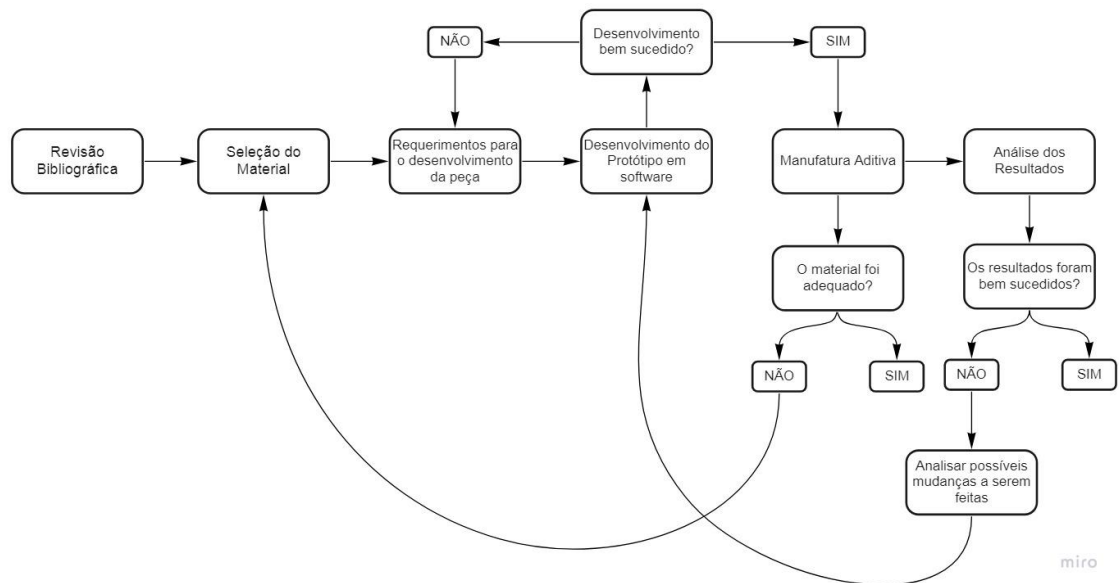 NÃO
Desenvolvimento
bem sucedido?
SIM
Revisão
Bibliográfica
Seleção do
Material
Requerimentos para
o desenvolvimento
da peça
Desenvolvimento do
Protótipo em
software
Manufatura Aditiva
Análise dos
Resultados
O material foi
adequado?
Os resultados foram
bem sucedidos?
NÃO
SIM
NÃO
SIM
Analisar possíveis
mudanças a serem
feitas
miro